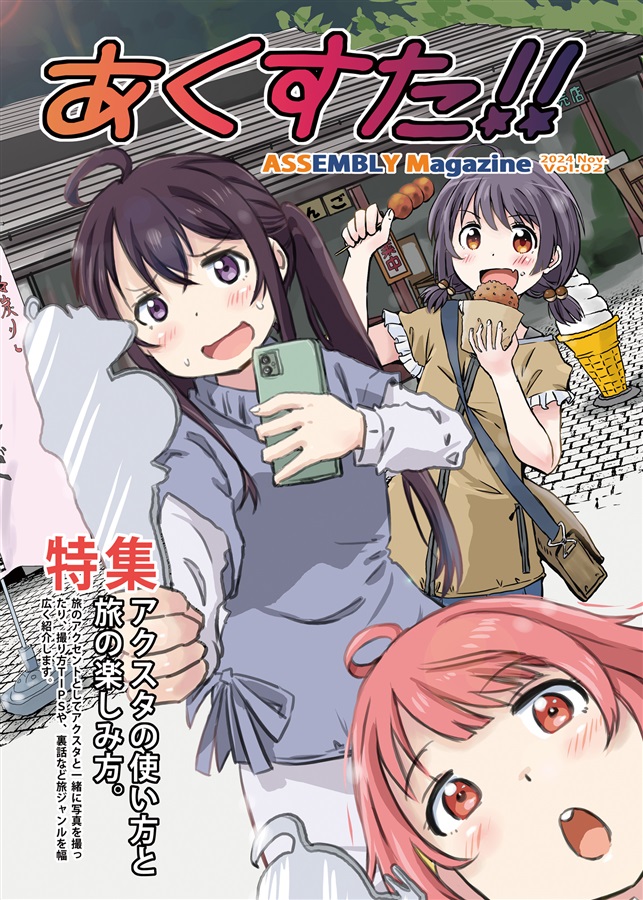 あくすた!!
ASSEMBLY Magazine
2024 Nov.
Vol.02
売店
んご
特集
アクスタの使い方と
旅の楽しみ方。
旅のアクセントとしてアクスタと一緒に写真を撮っ
たり、撮り方TIPSや、裏話など旅ジャンルを幅
広く紹介します。